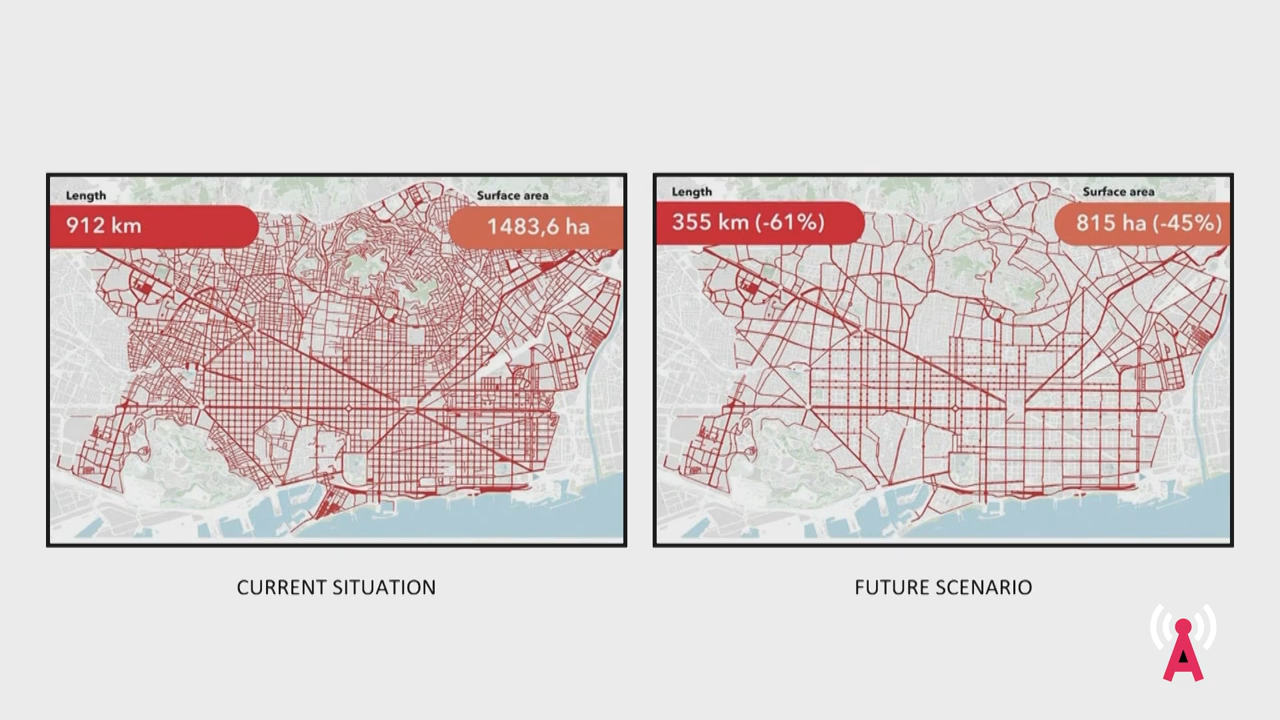 Length
Surface area
912 km
1483,6 ha
Length
Surface area
355 km (-61%)
815 ha (-45%)
CURRENT SITUATION
FUTURE SCENARIO
A